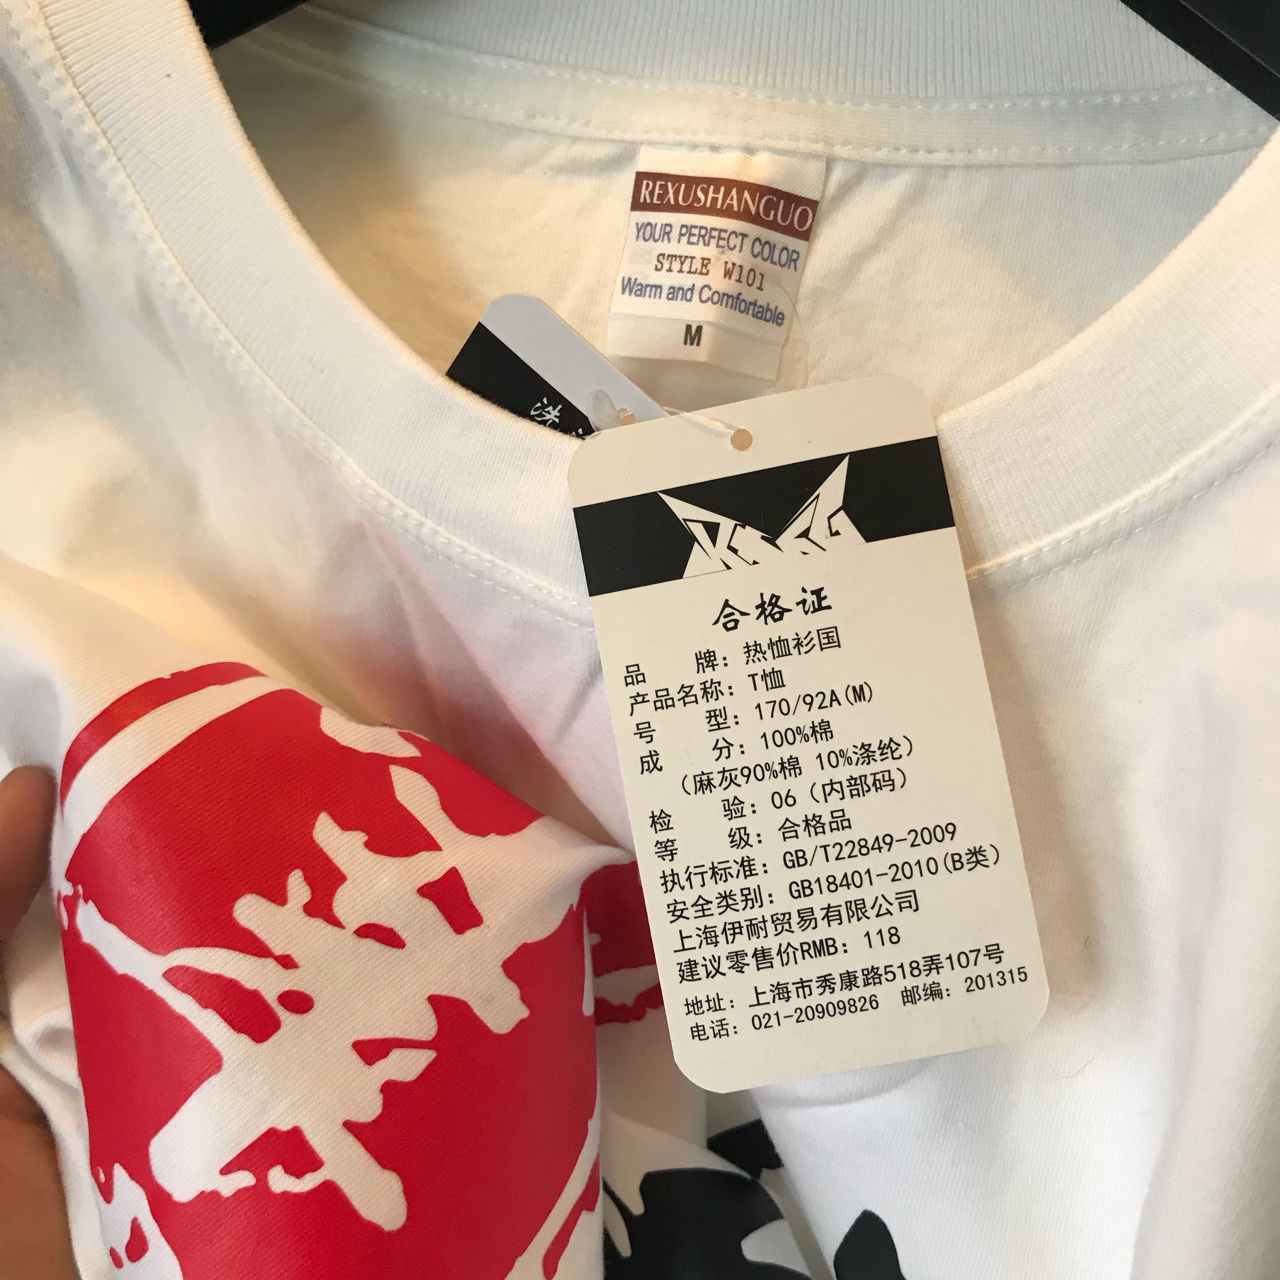 REXUSHANGUO
YOUR PERFECT COLOR
STYLE W101
Warm and Comfortable
M
洗
合格证
品 牌：热恤衫国
产品名称：T恤
号 型：170/92A(M)
成 分：100%棉
（麻灰90%棉 10%涤纶）
检 验：06（内部码）
等 级：合格品
执行标准：GB/T22849-2009
安全类别：GB18401-2010(B类)
上海伊耐贸易有限公司
建议零售价RMB：118
地址：上海市秀康路518弄107号
电话：021-20909826 邮编：201315